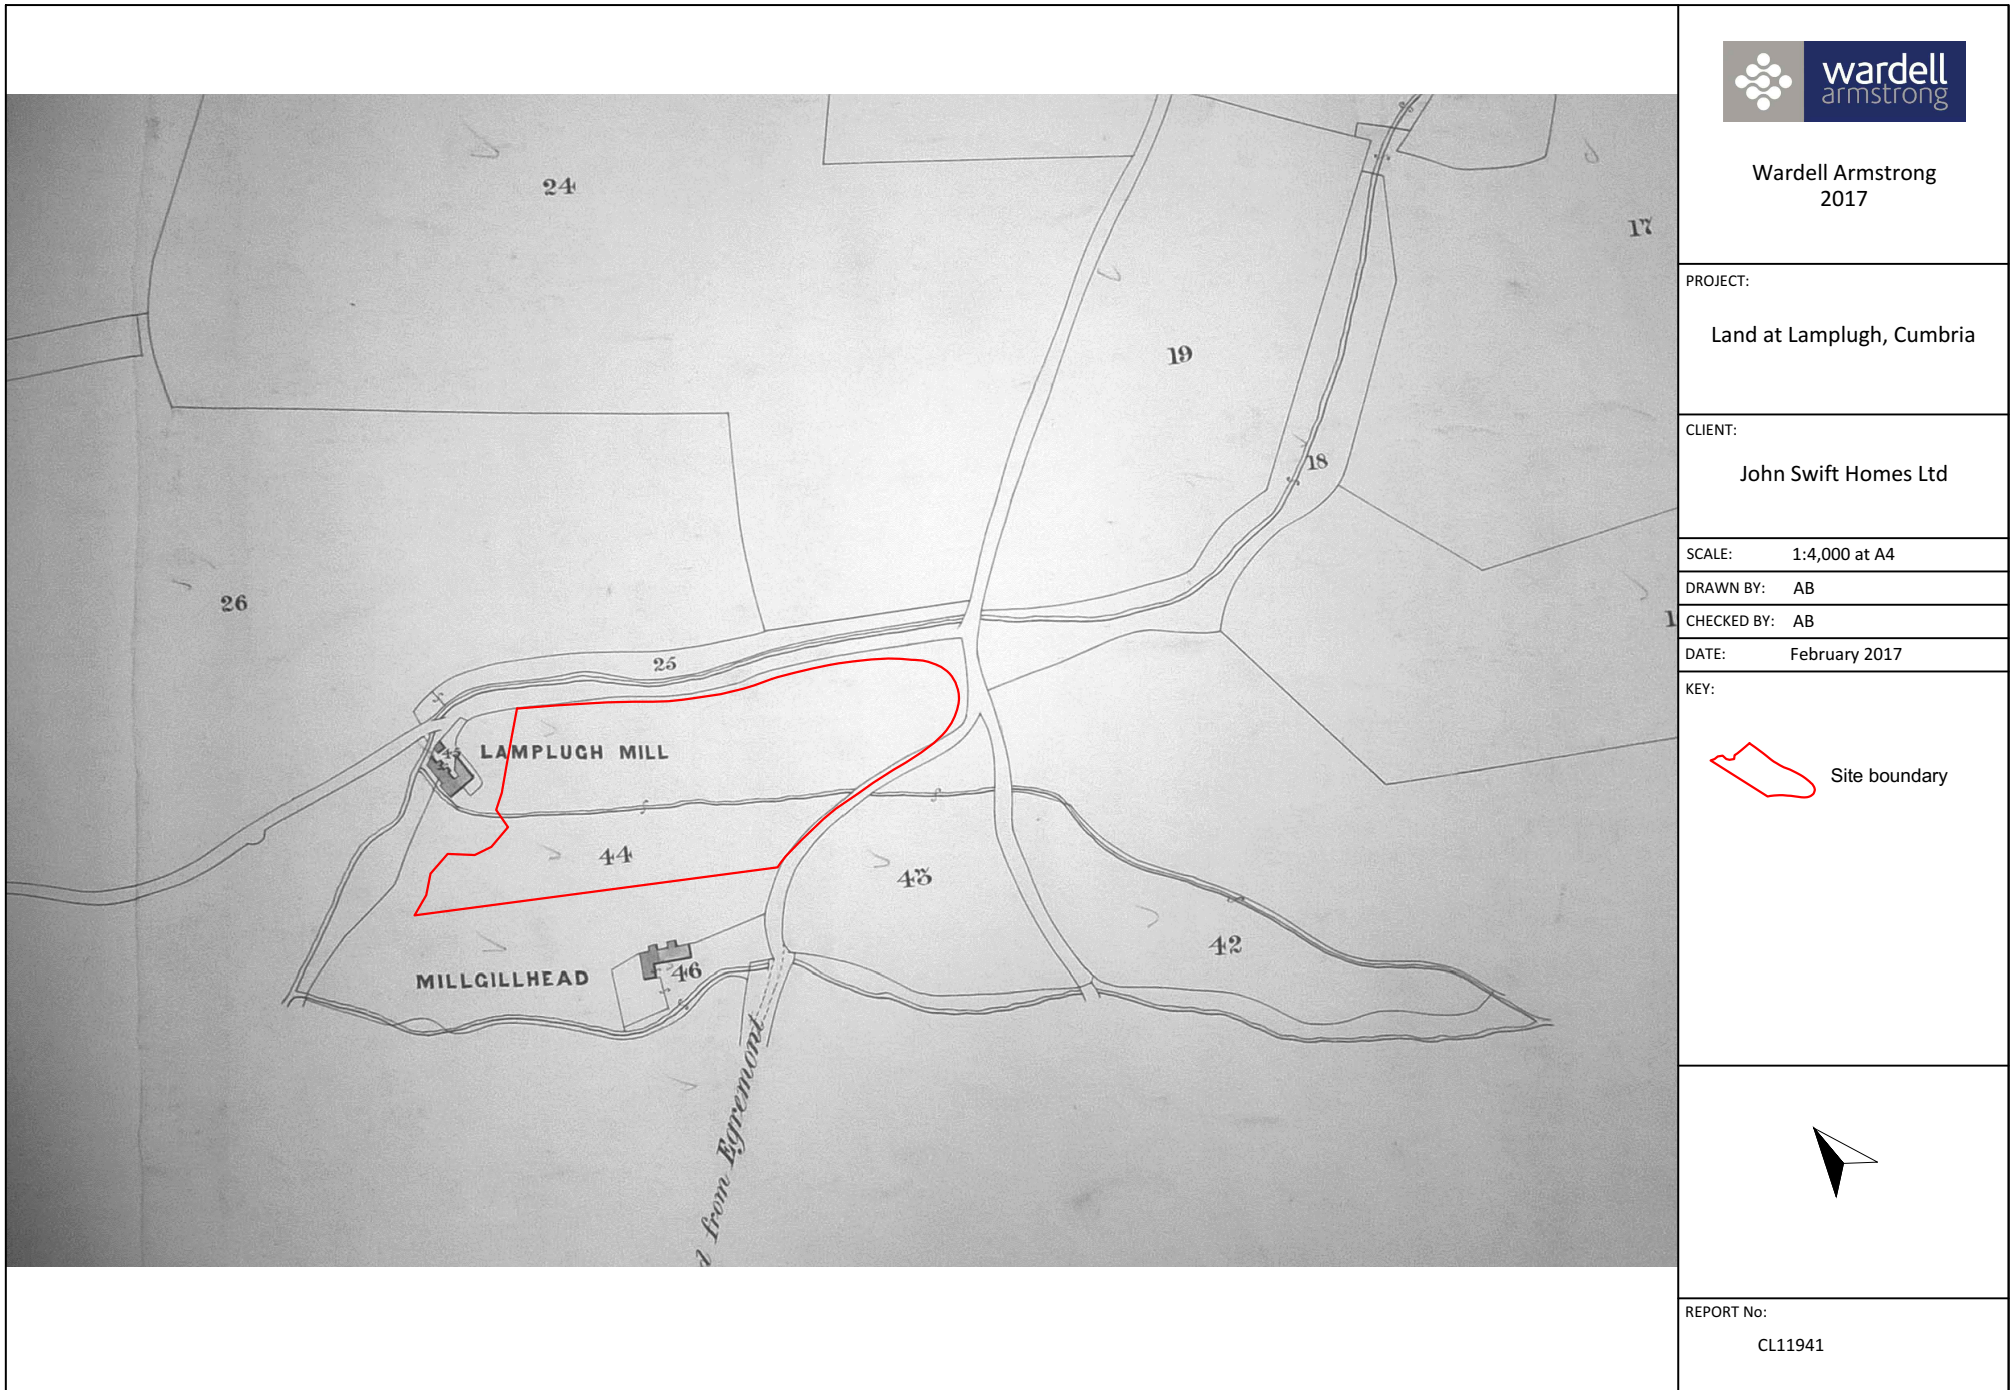 24
17
19
18
26
25
LAMPLUGH MILL
45
44
43
42
MILLGILLHEAD
46
from Egremont
wardell
armstrong
Wardell Armstrong
2017
PROJECT:
Land at Lamplugh, Cumbria
CLIENT:
John Swift Homes Ltd
SCALE: 1:4,000 at A4
DRAWN BY: AB
CHECKED BY: AB
DATE: February 2017
KEY:
Site boundary
REPORT No:
CL11941